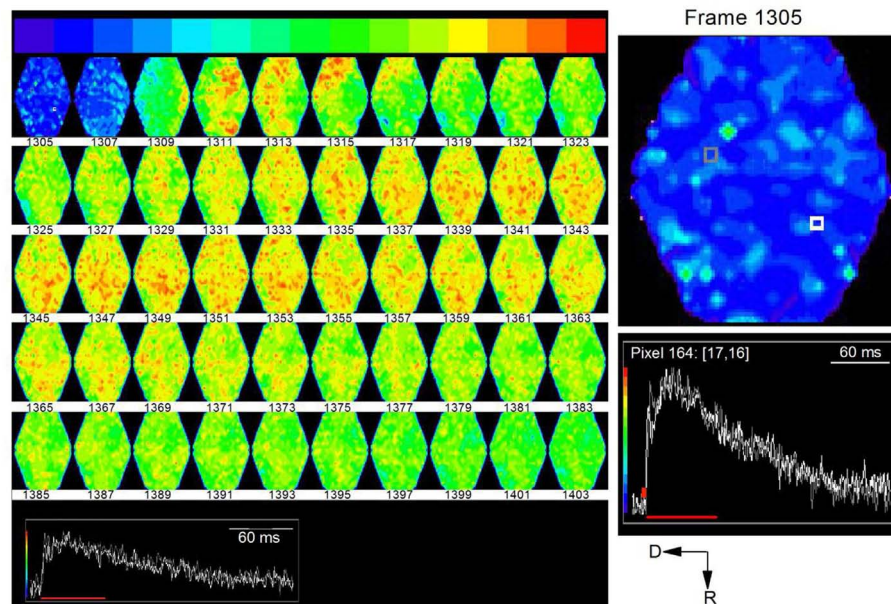 Frame 1305
1305 1307 1309 1311 1313 1315 1317 1319 1321 1323
1325 1327 1329 1331 1333 1335 1337 1339 1341 1343
1345 1347 1349 1351 1353 1355 1357 1359 1361 1363
1365 1367 1369 1371 1373 1375 1377 1379 1381 1383
1385 1387 1389 1391 1393 1395 1397 1399 1401 1403
60 ms
Pixel 164: [17,16]
60 ms
D
R